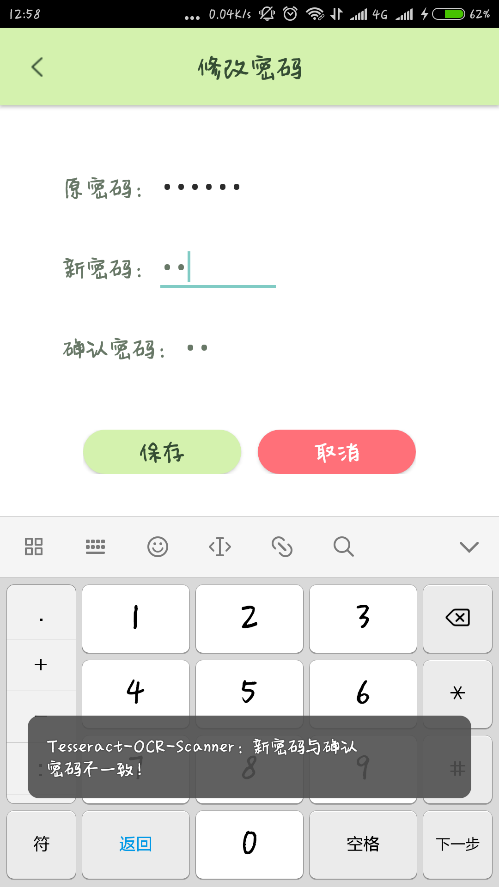 12:58 ... 0.04K/s 4G 62%
修改密码
原密码: ••••••
新密码: ••
确认密码: ••
保存 取消
. 1 2 3
+ 4 5 6 *
Tesseract-OCR-Scanner: 新密码与确认
密码不一致!
: 7 8 9 #
符 返回 0 空格 下一步